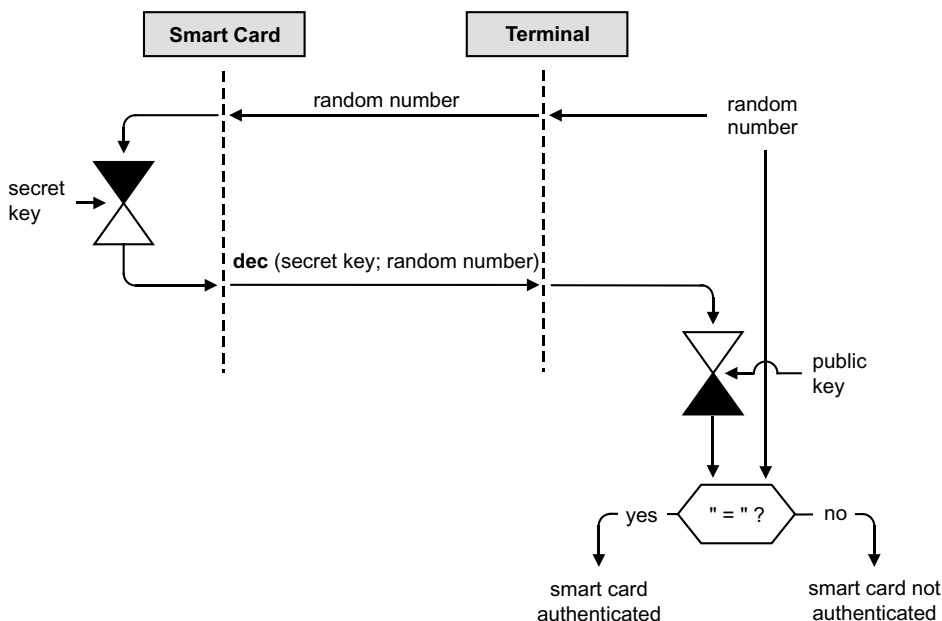 Smart Card
Terminal
random number
random
number
secret
key
dec (secret key; random number)
public
key
yes
" = " ?
no
smart card
authenticated
smart card not
authenticated